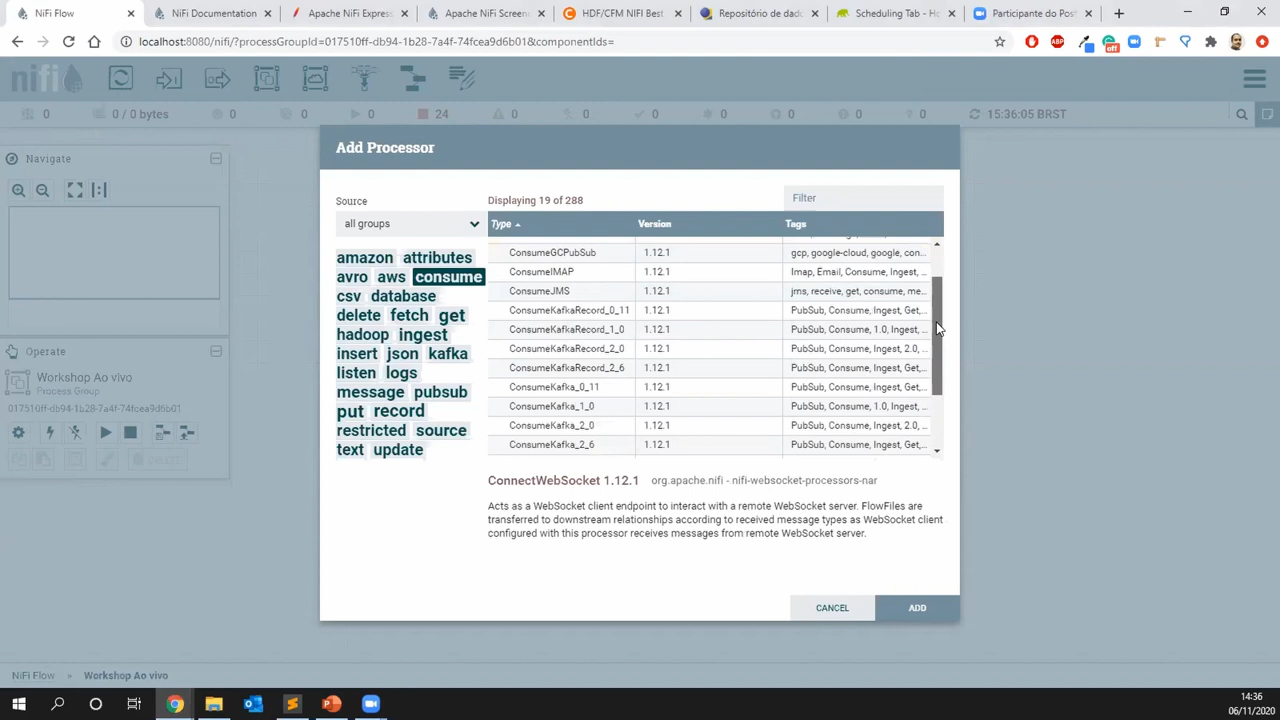 NiFi Flow
NiFi Documentation
Apache NiFi Expres
Apache NiFi Screen
HDF/CFM NIFI Best
Repositório de dado
Scheduling Tab - Ho
Participante do Post
localhost:8080/nifi/?processGroupId=017510ff-db94-1b28-7a4f-74fcea9d6b01&componentIds=
ABP
off
nifi
0
0 / 0 bytes
0
0
0
24
0
0
0
0
0
0
15:36:05 BRST
Navigate
Operate
Workshop Ao vivo
Process Group
017510ff-db94-1b28-7a4f-74fcea9d6b01
DELETE
Add Processor
Source
Displaying 19 of 288
Filter
all groups
Type
Version
Tags
amazon attributes
avro aws consume
csv database
delete fetch get
hadoop ingest
insert json kafka
listen logs
message pubsub
put record
restricted source
text update
ConsumeGCPubSub 1.12.1 gcp, google-cloud, google, con...
ConsumeIMAP 1.12.1 Imap, Email, Consume, Ingest, ...
ConsumeJMS 1.12.1 jms, receive, get, consume, me...
ConsumeKafkaRecord_0_11 1.12.1 PubSub, Consume, Ingest, Get,...
ConsumeKafkaRecord_1_0 1.12.1 PubSub, Consume, 1.0, Ingest, ...
ConsumeKafkaRecord_2_0 1.12.1 PubSub, Consume, Ingest, 2.0, ...
ConsumeKafkaRecord_2_6 1.12.1 PubSub, Consume, Ingest, Get,...
ConsumeKafka_0_11 1.12.1 PubSub, Consume, Ingest, Get,...
ConsumeKafka_1_0 1.12.1 PubSub, Consume, 1.0, Ingest, ...
ConsumeKafka_2_0 1.12.1 PubSub, Consume, Ingest, 2.0, ...
ConsumeKafka_2_6 1.12.1 PubSub, Consume, Ingest, Get,...
ConnectWebSocket 1.12.1 org.apache.nifi - nifi-websocket-processors-nar
Acts as a WebSocket client endpoint to interact with a remote WebSocket server. FlowFiles are
transferred to downstream relationships according to received message types as WebSocket client
configured with this processor receives messages from remote WebSocket server.
CANCEL
ADD
NiFi Flow » Workshop Ao vivo
14:36
06/11/2020